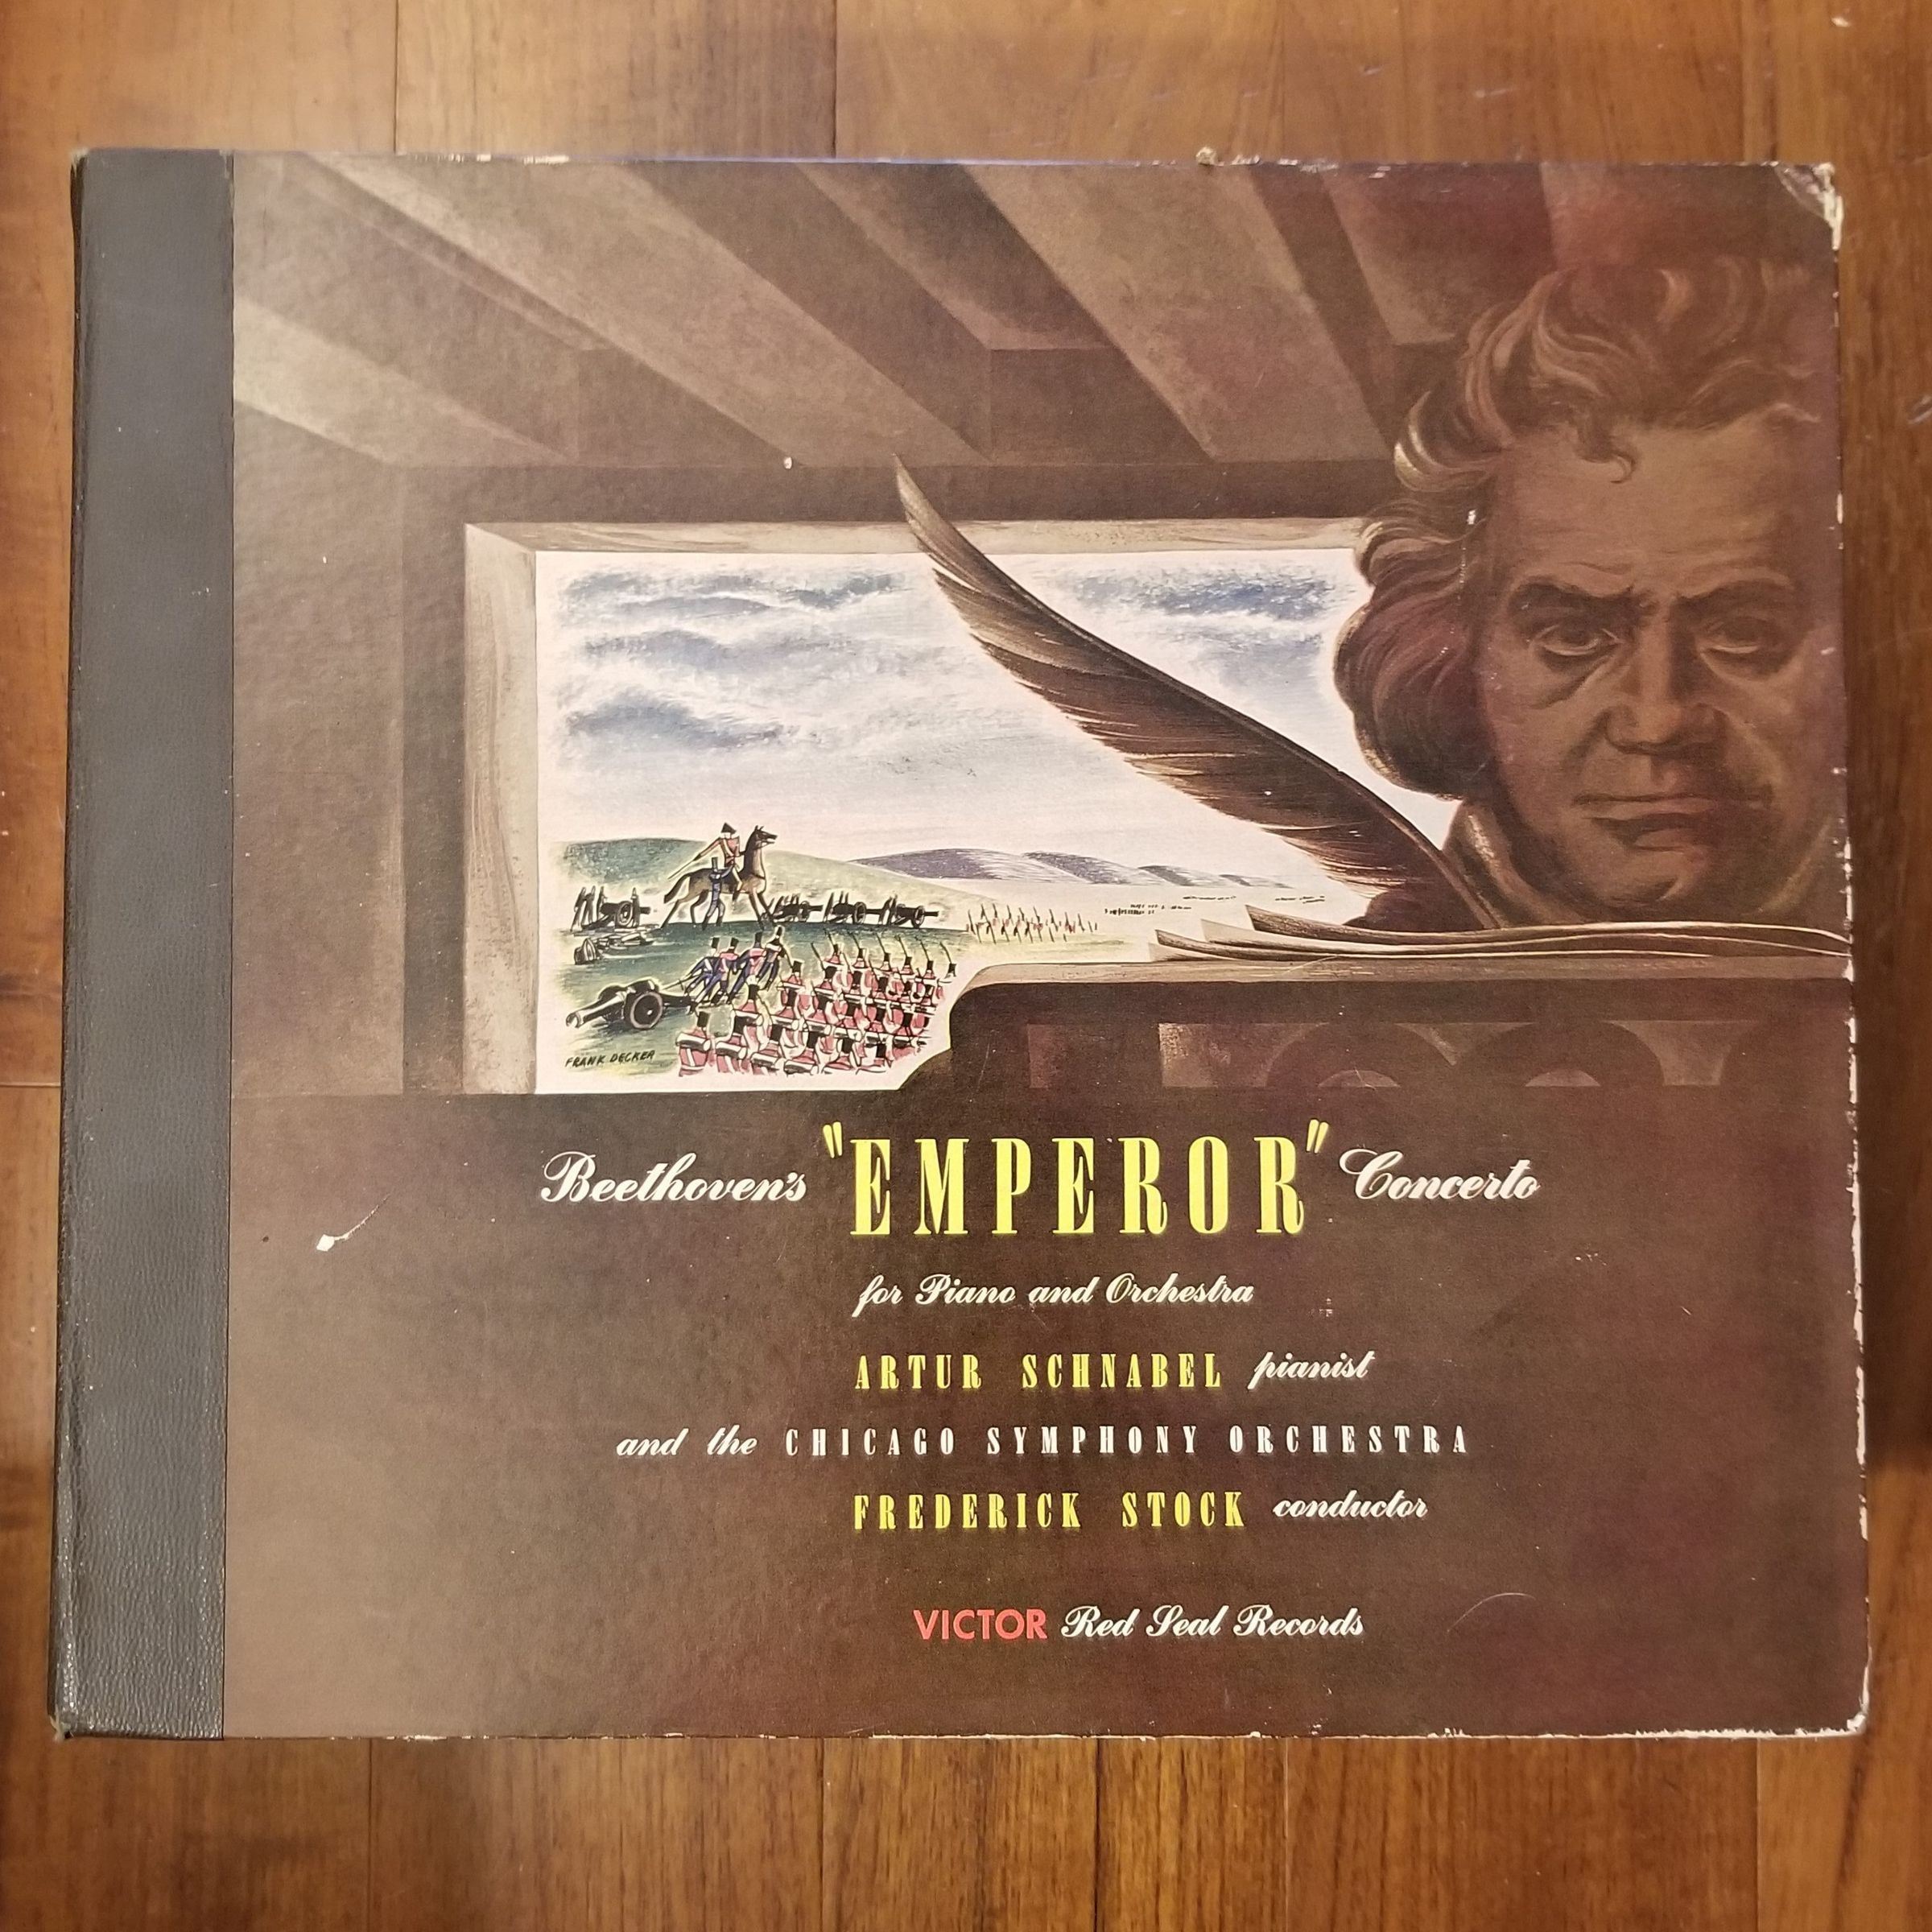 FRANK DECKER
Beethoven's "EMPEROR" Concerto
for Piano and Orchestra
ARTUR SCHNABEL pianist
and the CHICAGO SYMPHONY ORCHESTRA
FREDERICK STOCK conductor
VICTOR Red Seal Records